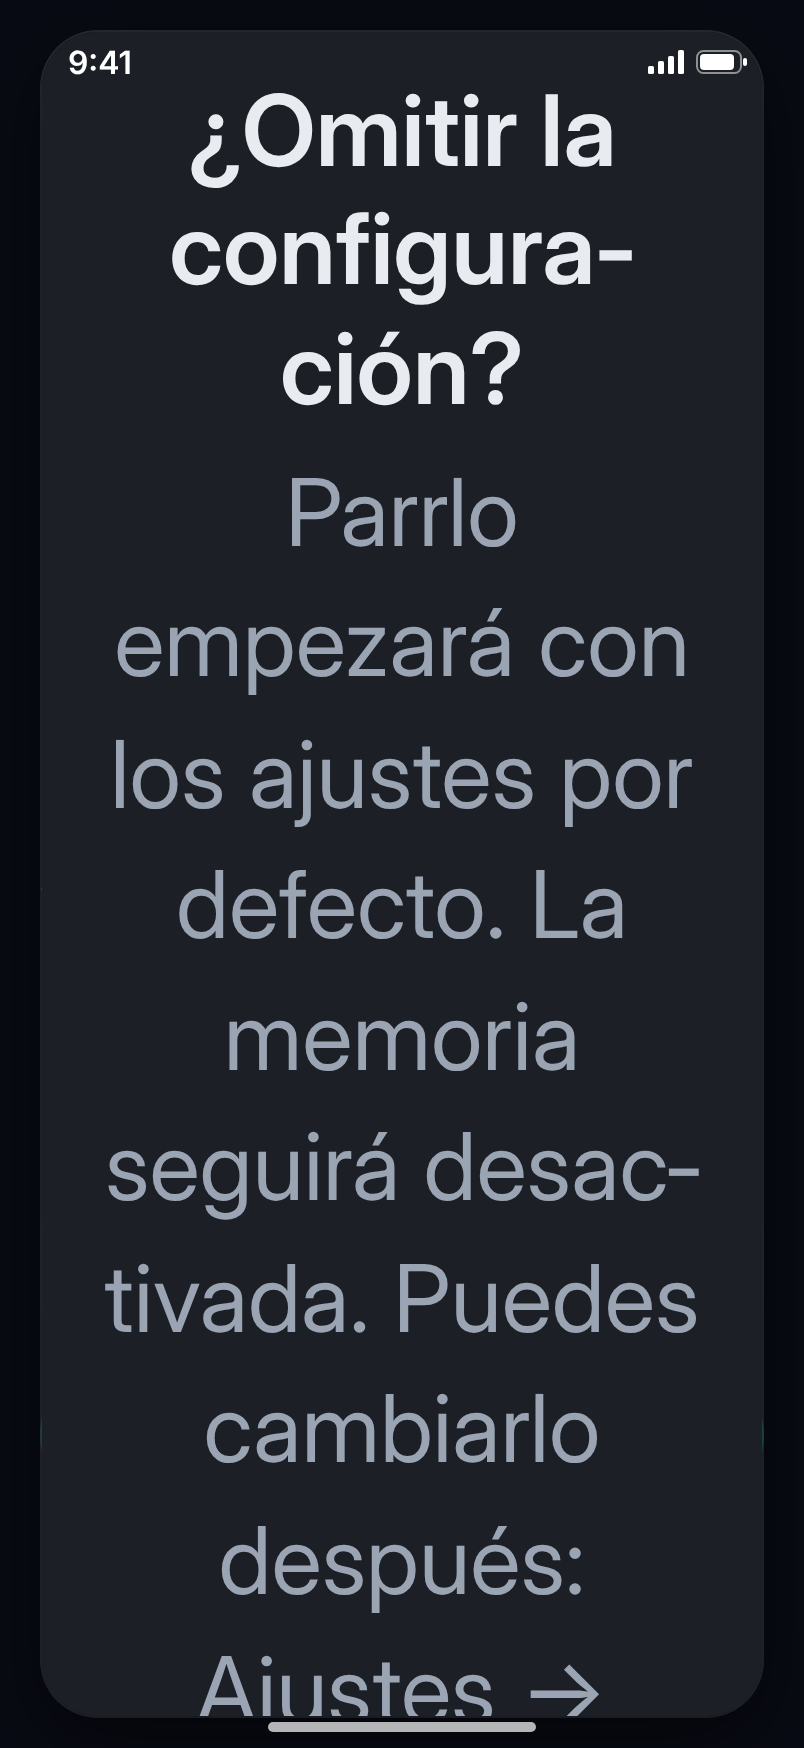 9:41
¿Omitir la
configura-
ción?
Parrlo
empezará con
los ajustes por
defecto. La
memoria
seguirá desac-
tivada. Puedes
cambiarlo
después:
Ajustes →